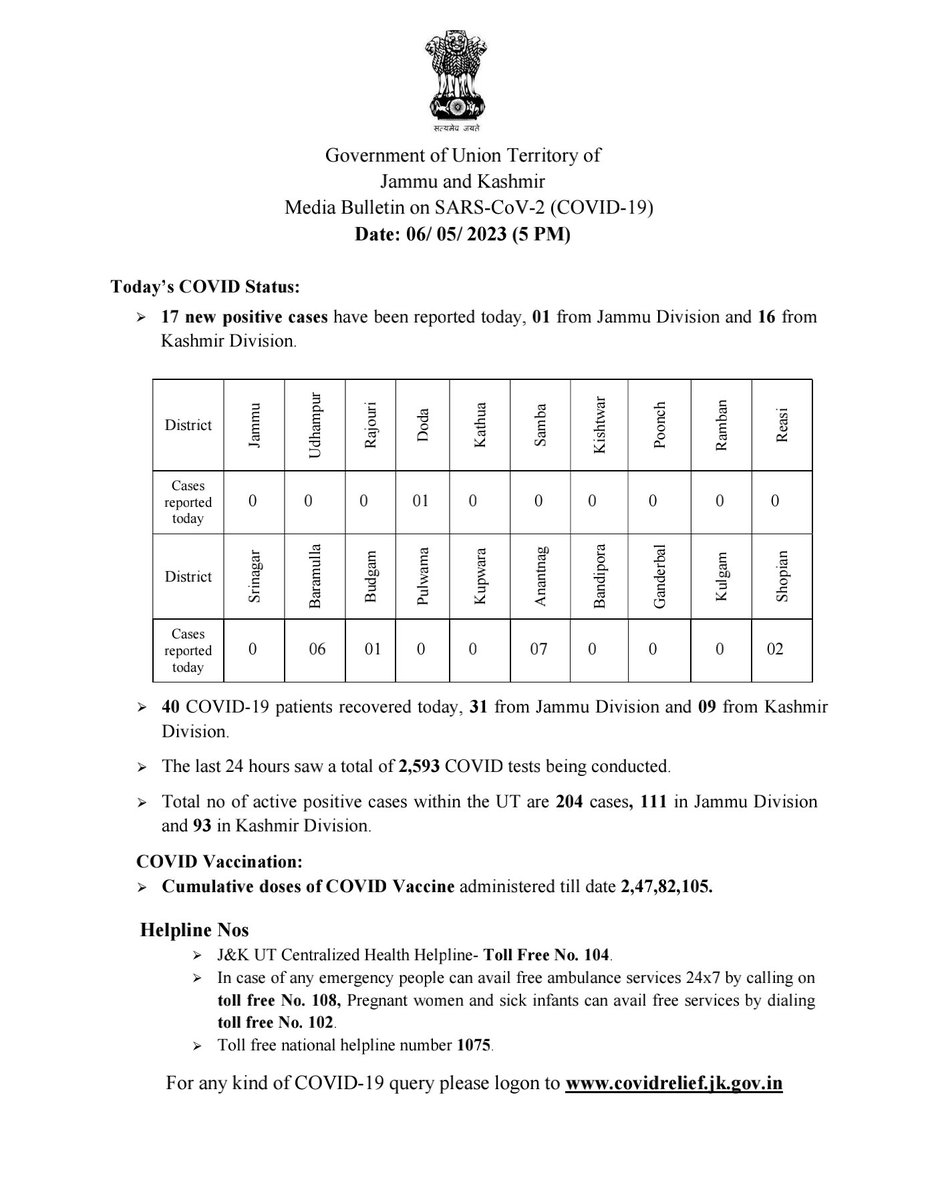 सत्यमेव जयते
Government of Union Territory of
Jammu and Kashmir
Media Bulletin on SARS-CoV-2 (COVID-19)
Date: 06/ 05/ 2023 (5 PM)
Today’s COVID Status:
➢ 17 new positive cases have been reported today, 01 from Jammu Division and 16 from
Kashmir Division.
District Jammu Udhampur Rajouri Doda Kathua Samba Kishtwar Poonch Ramban Reasi
Cases
reported
today
0 0 0 01 0 0 0 0 0 0
District Srinagar Baramulla Budgam Pulwama Kupwara Anantnag Bandipora Ganderbal Kulgam Shopian
Cases
reported
today
0 06 01 0 0 07 0 0 0 02
➢ 40 COVID-19 patients recovered today, 31 from Jammu Division and 09 from Kashmir
Division.
➢ The last 24 hours saw a total of 2,593 COVID tests being conducted.
➢ Total no of active positive cases within the UT are 204 cases, 111 in Jammu Division
and 93 in Kashmir Division.
COVID Vaccination:
➢ Cumulative doses of COVID Vaccine administered till date 2,47,82,105.
Helpline Nos
➢ J&K UT Centralized Health Helpline- Toll Free No. 104.
➢ In case of any emergency people can avail free ambulance services 24x7 by calling on
toll free No. 108, Pregnant women and sick infants can avail free services by dialing
toll free No. 102.
➢ Toll free national helpline number 1075.
For any kind of COVID-19 query please logon to www.covidrelief.jk.gov.in